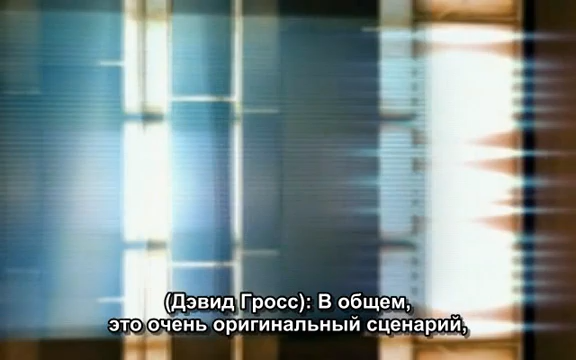 (Дэвид Гросс): В общем,
это очень оригинальный сценарий,